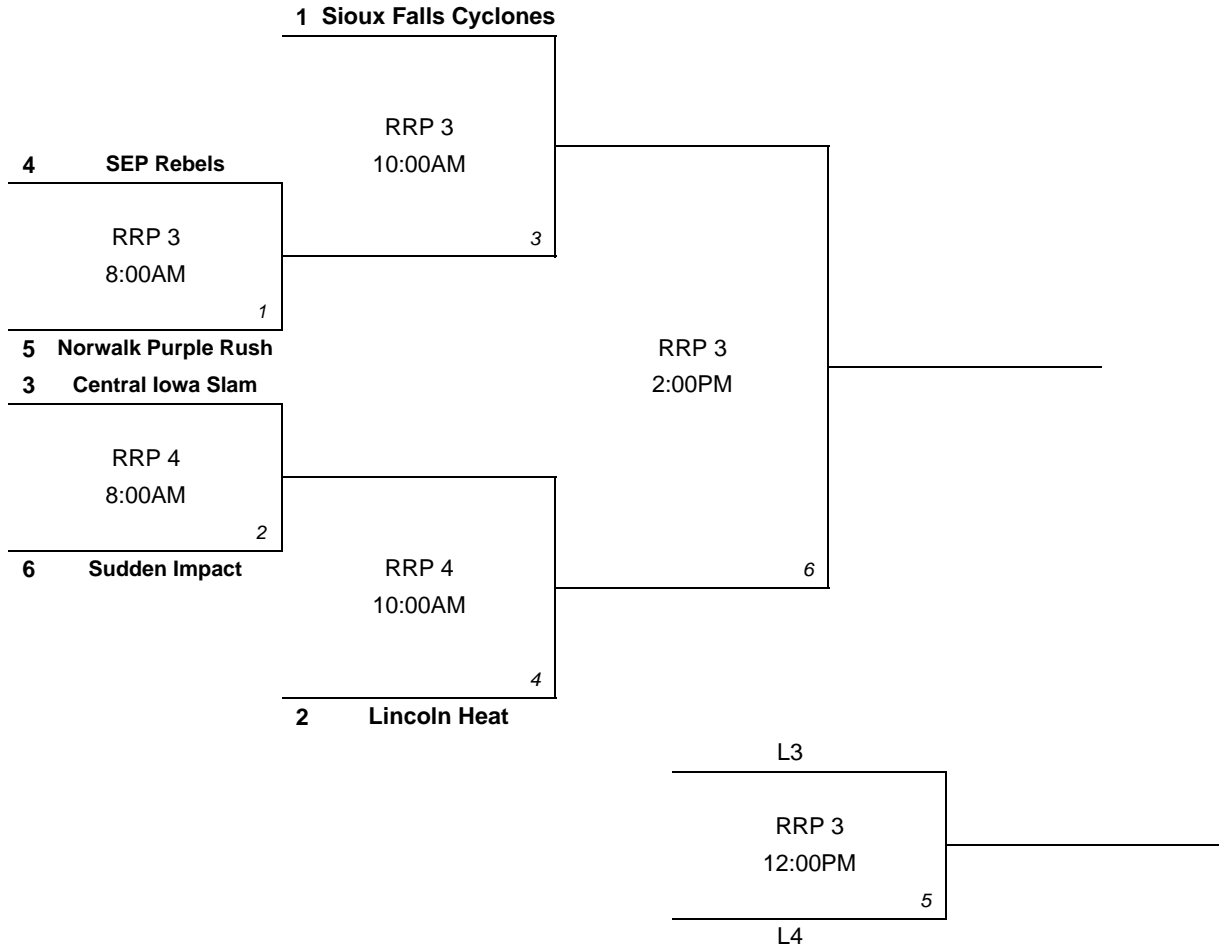 1 Sioux Falls Cyclones
RRP 3
10:00AM
4 SEP Rebels
RRP 3
8:00AM
3
1
5 Norwalk Purple Rush
RRP 3
2:00PM
3 Central Iowa Slam
RRP 4
8:00AM
2
6 Sudden Impact
RRP 4
10:00AM
6
4
2 Lincoln Heat
L3
RRP 3
12:00PM
5
L4